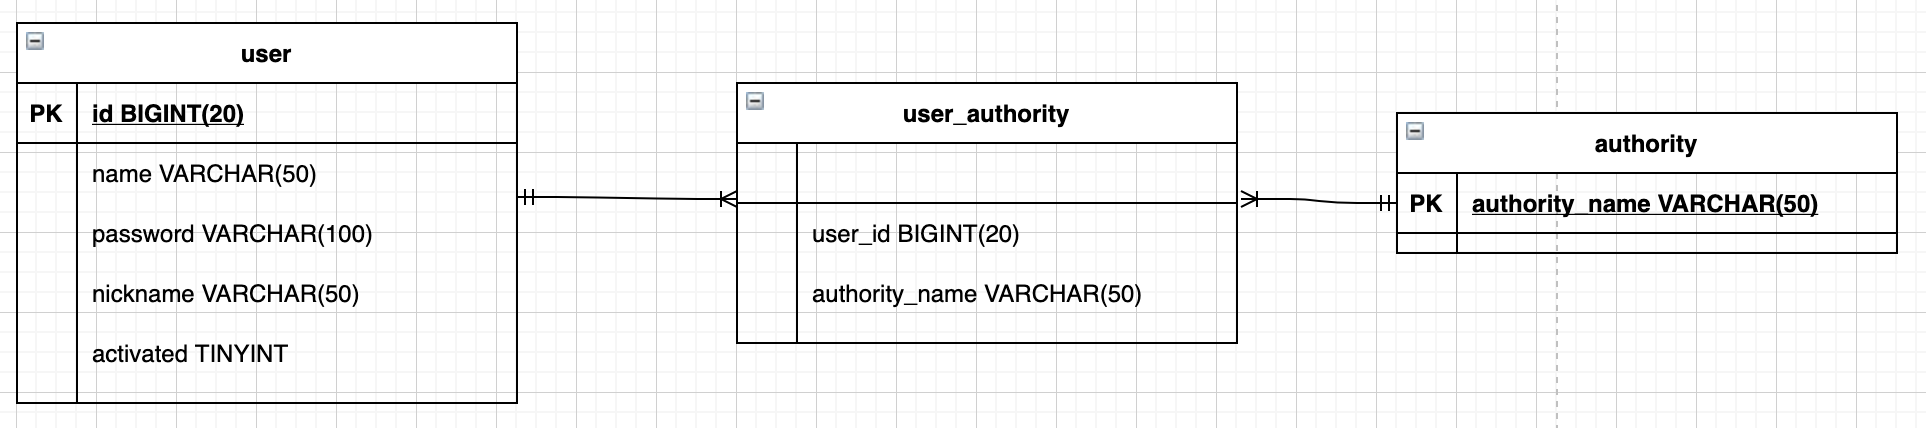 user
PK id BIGINT(20)
name VARCHAR(50)
password VARCHAR(100)
nickname VARCHAR(50)
activated TINYINT
user_authority
user_id BIGINT(20)
authority_name VARCHAR(50)
authority
PK authority_name VARCHAR(50)